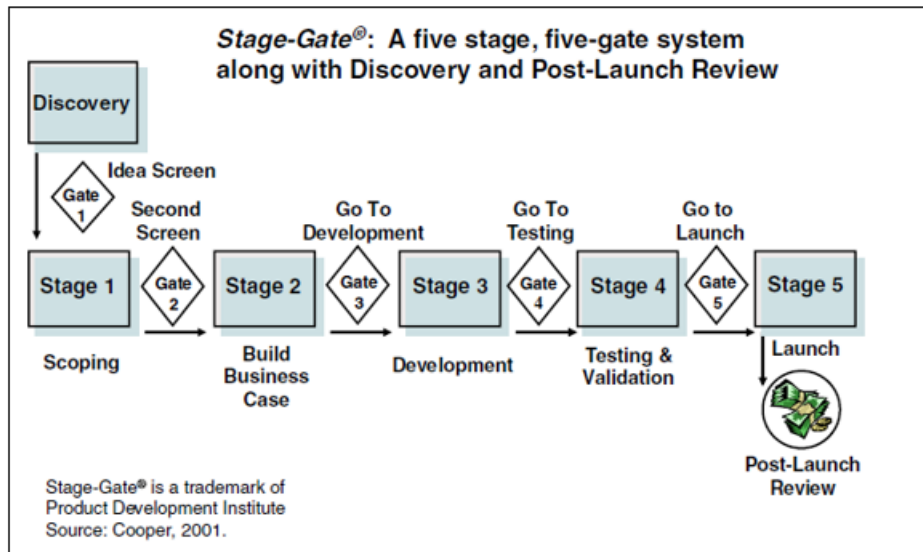 Stage-Gate®: A five stage, five-gate system
along with Discovery and Post-Launch Review
Discovery
Idea Screen
Gate
1
Second
Screen
Go To
Development
Go To
Testing
Go to
Launch
Stage 1
Gate
2
Stage 2
Gate
3
Stage 3
Gate
4
Stage 4
Gate
5
Stage 5
Scoping
Build
Business
Case
Development
Testing &
Validation
Launch
Post-Launch
Review
Stage-Gate® is a trademark of
Product Development Institute
Source: Cooper, 2001.